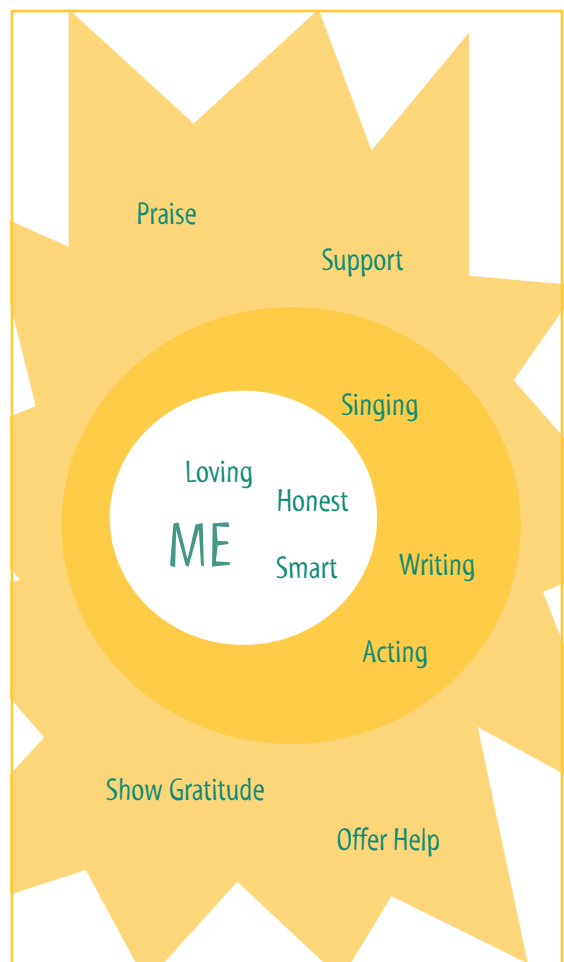 Praise
Support
Singing
Loving
Honest
ME
Smart
Writing
Acting
Show Gratitude
Offer Help